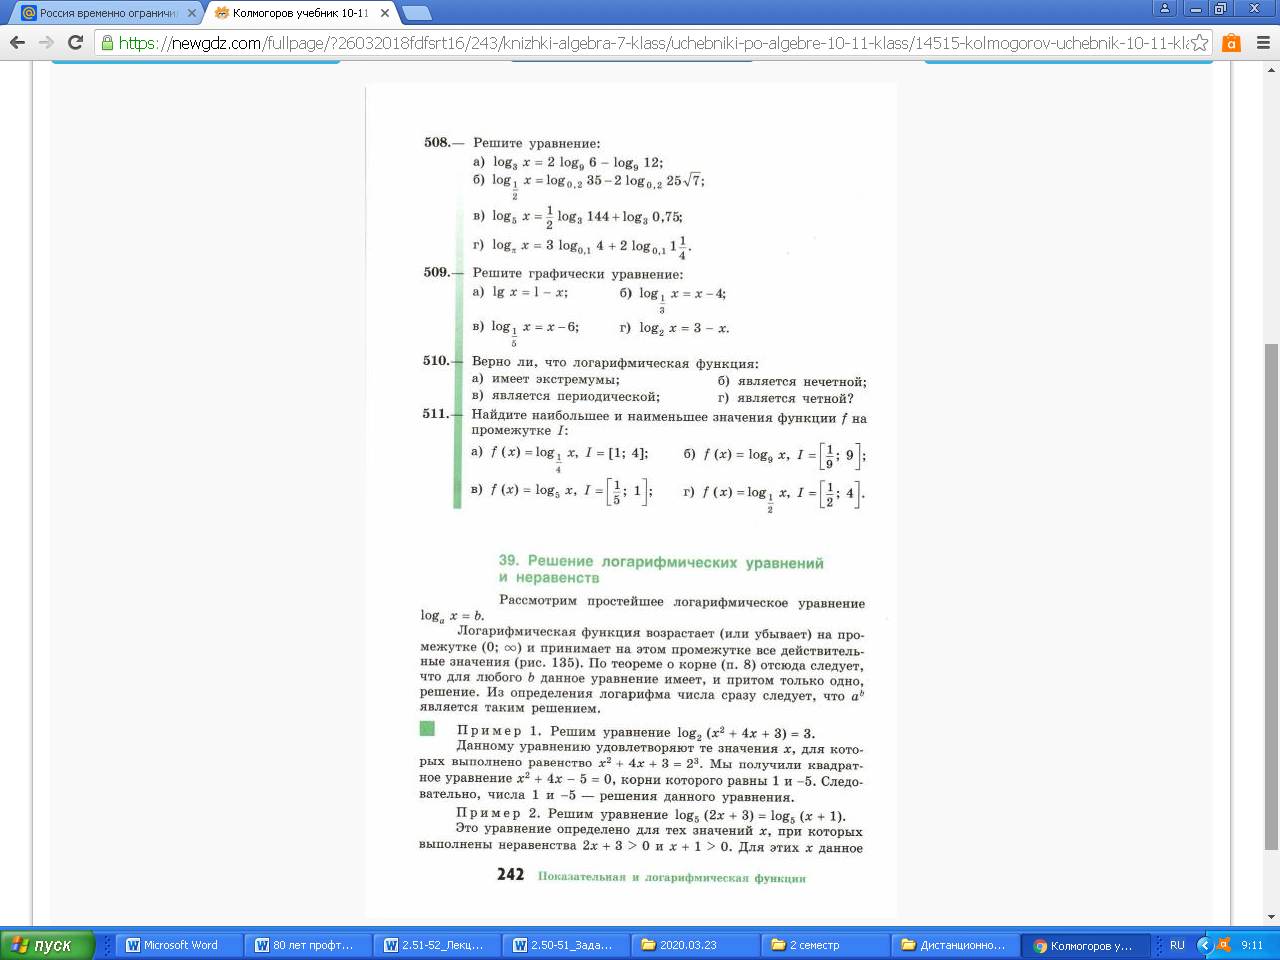 Россия временно ограничи
Колмогоров учебник 10-11
https://newgdz.com/fullpage/?26032018fdfsrt16/243/knizhki-algebra-7-klass/uchebniki-po-algebre-10-11-klass/14515-kolmogorov-uchebnik-10-11-kla
508.— Решите уравнение:
а) log₃ x = 2 log₉ 6 − log₉ 12;
б) log_{1/2} x = log₀,₂ 35 − 2 log₀,₂ 25√7;
в) log₅ x = 1/2 log₃ 144 + log₃ 0,75;
г) log_π x = 3 log₀,₁ 4 + 2 log₀,₁ 1 1/4.
509.— Решите графически уравнение:
а) lg x = 1 − x; б) log_{1/3} x = x − 4;
в) log_{1/5} x = x − 6; г) log₂ x = 3 − x.
510.— Верно ли, что логарифмическая функция:
а) имеет экстремумы; б) является нечетной;
в) является периодической; г) является четной?
511.— Найдите наибольшее и наименьшее значения функции f на
промежутке I:
а) f (x) = log_{1/4} x, I = [1; 4]; б) f (x) = log₉ x, I = [1/9; 9];
в) f (x) = log₅ x, I = [1/5; 1]; г) f (x) = log_{1/2} x, I = [1/2; 4].
39. Решение логарифмических уравнений
и неравенств
Рассмотрим простейшее логарифмическое уравнение
logₐ x = b.
Логарифмическая функция возрастает (или убывает) на про-
межутке (0; ∞) и принимает на этом промежутке все действитель-
ные значения (рис. 135). По теореме о корне (п. 8) отсюда следует,
что для любого b данное уравнение имеет, и притом только одно,
решение. Из определения логарифма числа сразу следует, что aᵇ
является таким решением.
Пример 1. Решим уравнение log₂ (x² + 4x + 3) = 3.
Данному уравнению удовлетворяют те значения x, для кото-
рых выполнено равенство x² + 4x + 3 = 2³. Мы получили квадрат-
ное уравнение x² + 4x − 5 = 0, корни которого равны 1 и −5. Следо-
вательно, числа 1 и −5 — решения данного уравнения.
Пример 2. Решим уравнение log₅ (2x + 3) = log₅ (x + 1).
Это уравнение определено для тех значений x, при которых
выполнены неравенства 2x + 3 > 0 и x + 1 > 0. Для этих x данное
242 Показательная и логарифмическая функции
пуск
Microsoft Word
80 лет профт...
2.51-52_Лекц...
2.50-51_Зада...
2020.03.23
2 семестр
Дистанционно...
Колмогоров у...
RU
9:11